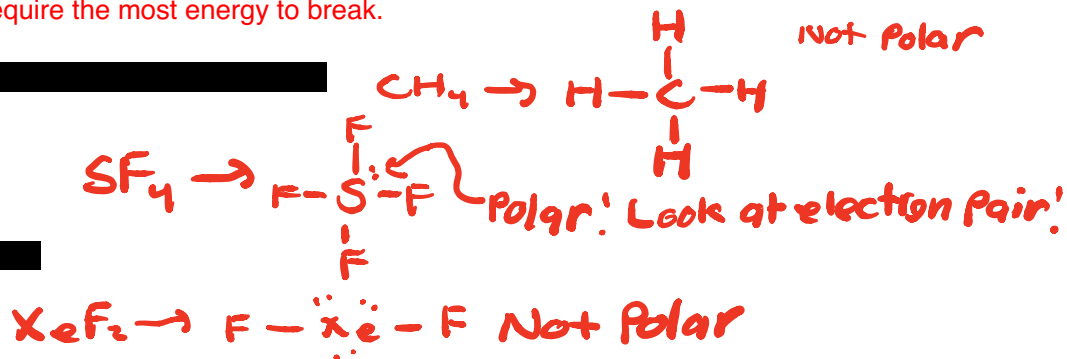 equire the most energy to break.
Not Polar
H
CH4 → H—C—H
H
F
SF4 → F-S-F
F
Polar! Look at electron Pair!
XeF2 → F — Xe — F Not Polar